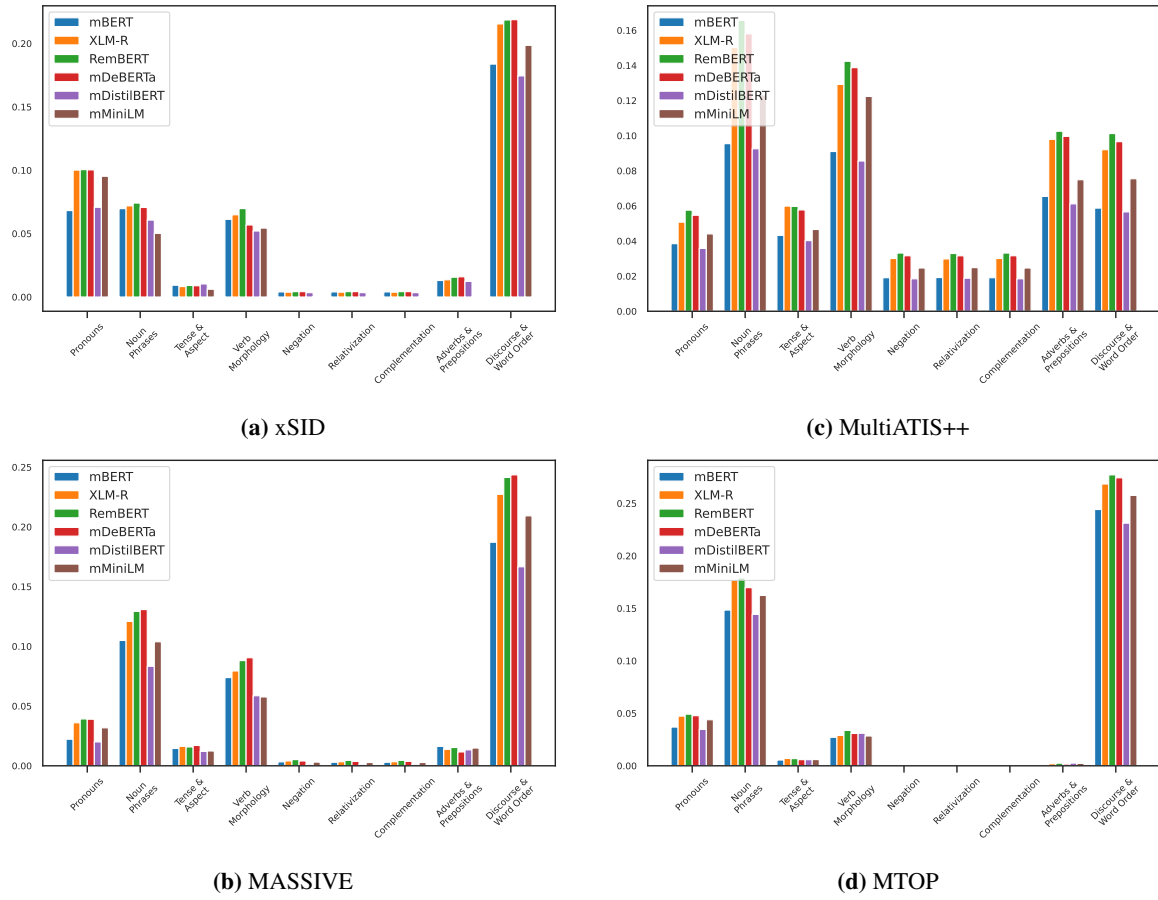 mBERT
XLM-R
RemBERT
mDeBERTa
mDistilBERT
mMiniLM
0.20
0.15
0.10
0.05
0.00
Pronouns
Noun
Phrases
Tense &
Aspect
Verb
Morphology
Negation
Relativization
Complementation
Adverbs &
Prepositions
Discourse &
Word Order
(a) xSID
mBERT
XLM-R
RemBERT
mDeBERTa
mDistilBERT
mMiniLM
0.16
0.14
0.12
0.10
0.08
0.06
0.04
0.02
0.00
Pronouns
Noun
Phrases
Tense &
Aspect
Verb
Morphology
Negation
Relativization
Complementation
Adverbs &
Prepositions
Discourse &
Word Order
(c) MultiATIS++
mBERT
XLM-R
RemBERT
mDeBERTa
mDistilBERT
mMiniLM
0.25
0.20
0.15
0.10
0.05
0.00
Pronouns
Noun
Phrases
Tense &
Aspect
Verb
Morphology
Negation
Relativization
Complementation
Adverbs &
Prepositions
Discourse &
Word Order
(b) MASSIVE
mBERT
XLM-R
RemBERT
mDeBERTa
mDistilBERT
mMiniLM
0.25
0.20
0.15
0.10
0.05
0.00
Pronouns
Noun
Phrases
Tense &
Aspect
Verb
Morphology
Negation
Relativization
Complementation
Adverbs &
Prepositions
Discourse &
Word Order
(d) MTOP